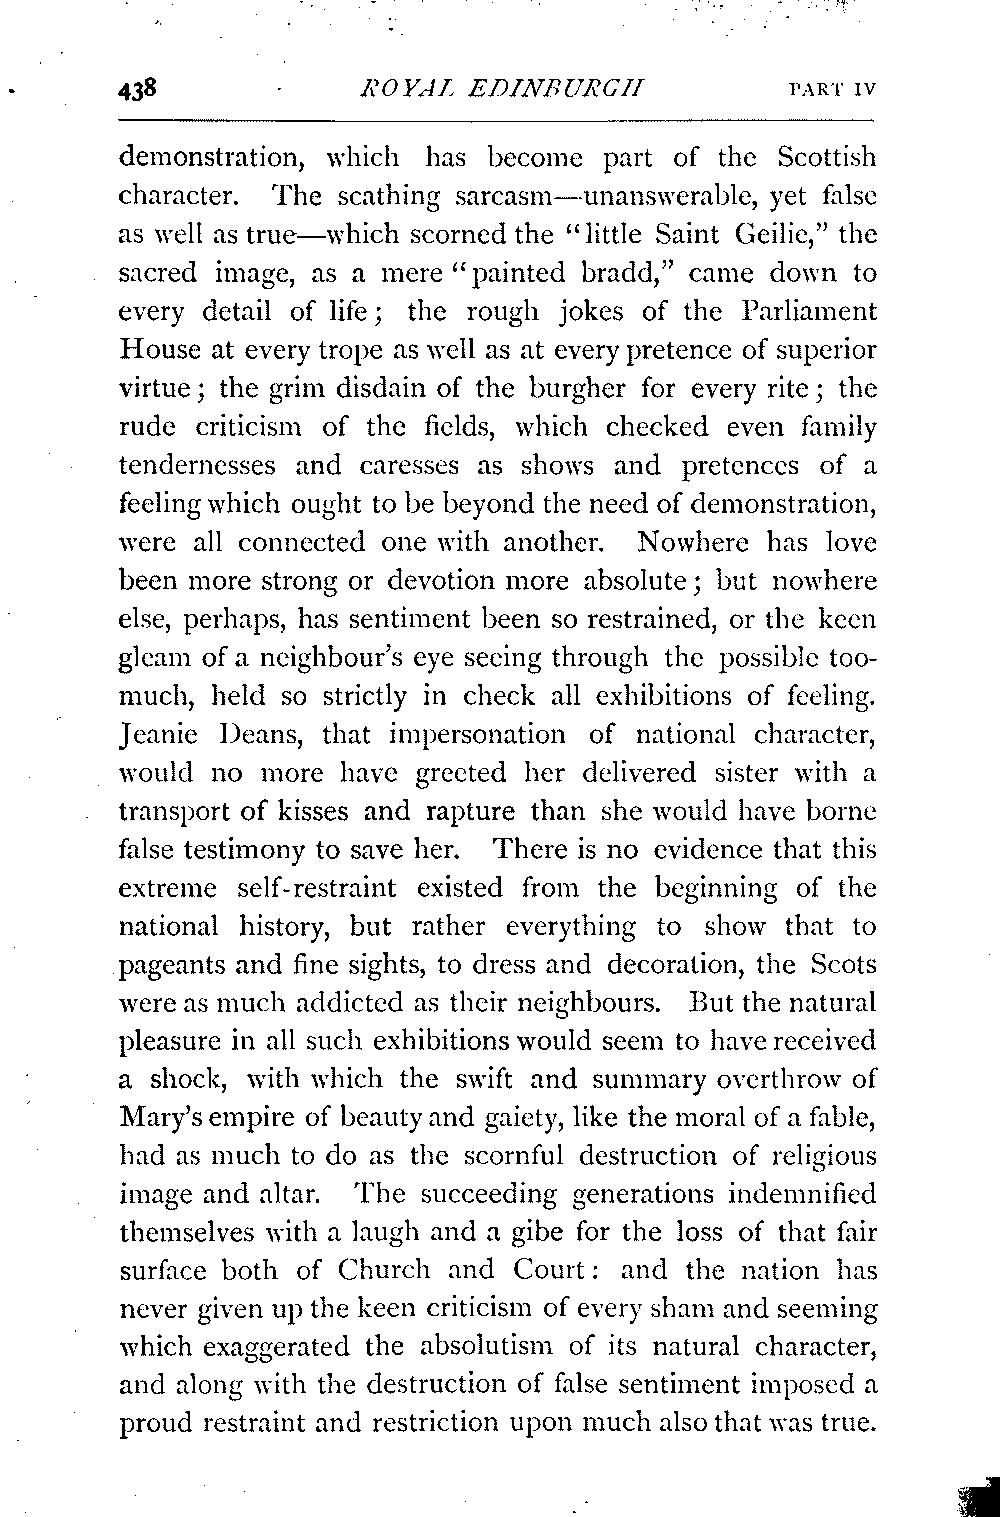 438 ROYAL EDINBURGH PART IV
demonstration, which has become part of the Scottish
character. The scathing sarcasm—unanswerable, yet false
as well as true—which scorned the “little Saint Geilie,” the
sacred image, as a mere “painted bradd,” came down to
every detail of life; the rough jokes of the Parliament
House at every trope as well as at every pretence of superior
virtue; the grim disdain of the burgher for every rite; the
rude criticism of the fields, which checked even family
tendernesses and caresses as shows and pretences of a
feeling which ought to be beyond the need of demonstration,
were all connected one with another. Nowhere has love
been more strong or devotion more absolute; but nowhere
else, perhaps, has sentiment been so restrained, or the keen
gleam of a neighbour’s eye seeing through the possible too-
much, held so strictly in check all exhibitions of feeling.
Jeanie Deans, that impersonation of national character,
would no more have greeted her delivered sister with a
transport of kisses and rapture than she would have borne
false testimony to save her. There is no evidence that this
extreme self-restraint existed from the beginning of the
national history, but rather everything to show that to
pageants and fine sights, to dress and decoration, the Scots
were as much addicted as their neighbours. But the natural
pleasure in all such exhibitions would seem to have received
a shock, with which the swift and summary overthrow of
Mary’s empire of beauty and gaiety, like the moral of a fable,
had as much to do as the scornful destruction of religious
image and altar. The succeeding generations indemnified
themselves with a laugh and a gibe for the loss of that fair
surface both of Church and Court: and the nation has
never given up the keen criticism of every sham and seeming
which exaggerated the absolutism of its natural character,
and along with the destruction of false sentiment imposed a
proud restraint and restriction upon much also that was true.